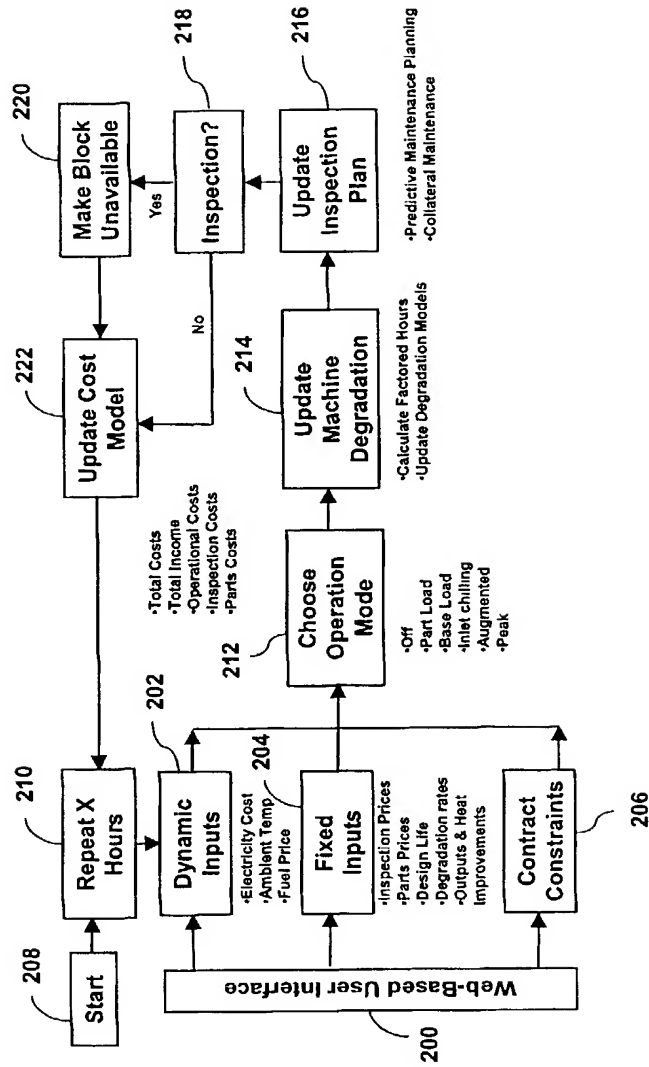 208
Start
210
Repeat X
Hours
222
Update Cost
Model
220
Make Block
Unavailable
Yes
No
218
Inspection?
216
Update
Inspection
Plan
•Predictive Maintenance Planning
•Collateral Maintenance
214
Update
Machine
Degradation
•Calculate Factored Hours
•Update Degradation Models
•Total Costs
•Total Income
•Operational Costs
•Inspection Costs
•Parts Costs
212
Choose
Operation
Mode
•Off
•Part Load
•Base Load
•Inlet chilling
•Augmented
•Peak
202
Dynamic
Inputs
•Electricity Cost
•Ambient Temp
•Fuel Price
204
Fixed
Inputs
•Inspection Prices
•Parts Prices
•Design Life
•Degradation rates
•Outputs & Heat
Improvements
206
Contract
Constraints
Web-Based User Interface
200